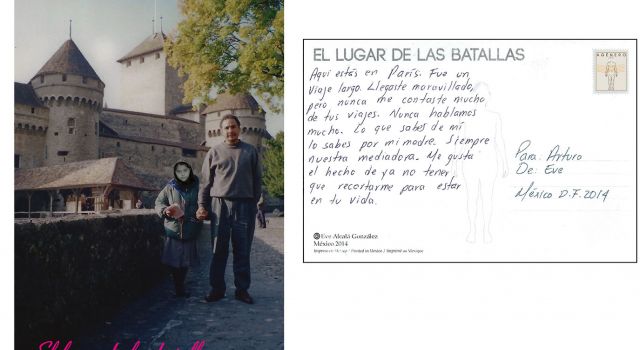 EL LUGAR DE LAS BATALLAS
AGÉNERO
Aquí estás en París. Fue un
viaje largo. Llegaste maravillado,
pero nunca me contaste mucho
de tus viajes. Nunca hablamos
mucho. Lo que sabes de mí
lo sabes por mi madre. Siempre
nuestra mediadora. Me gusta
el hecho de ya no tener
que recortarme para estar
en tu vida.
Para: Arturo
De: Eve
México D.F. 2014
Eve Alcalá González
México 2014